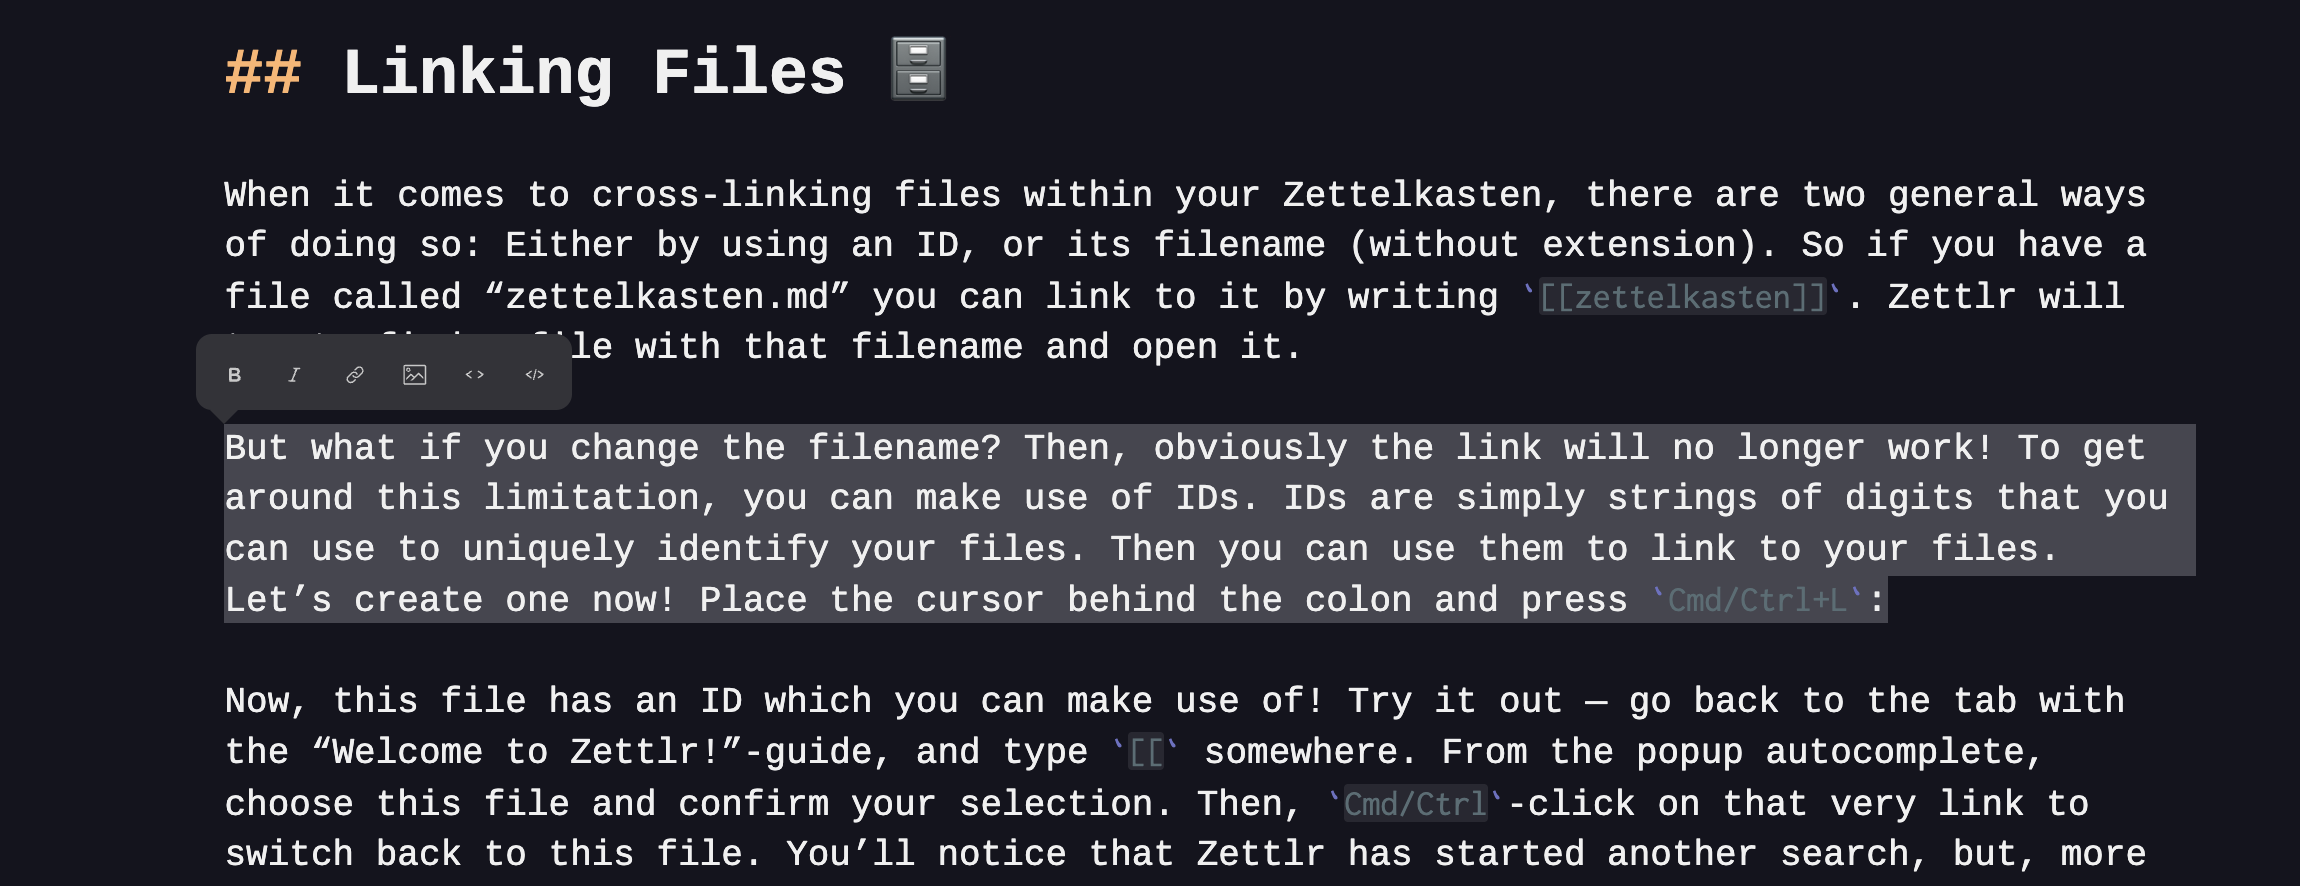 ## Linking Files 🗄️
When it comes to cross-linking files within your Zettelkasten, there are two general ways
of doing so: Either by using an ID, or its filename (without extension). So if you have a
file called “zettelkasten.md” you can link to it by writing `[[zettelkasten]]`. Zettlr will
le with that filename and open it.
B I <> </>
But what if you change the filename? Then, obviously the link will no longer work! To get
around this limitation, you can make use of IDs. IDs are simply strings of digits that you
can use to uniquely identify your files. Then you can use them to link to your files.
Let’s create one now! Place the cursor behind the colon and press `Cmd/Ctrl+L`:
Now, this file has an ID which you can make use of! Try it out — go back to the tab with
the “Welcome to Zettlr!”-guide, and type `[[` somewhere. From the popup autocomplete,
choose this file and confirm your selection. Then, `Cmd/Ctrl`-click on that very link to
switch back to this file. You’ll notice that Zettlr has started another search, but, more